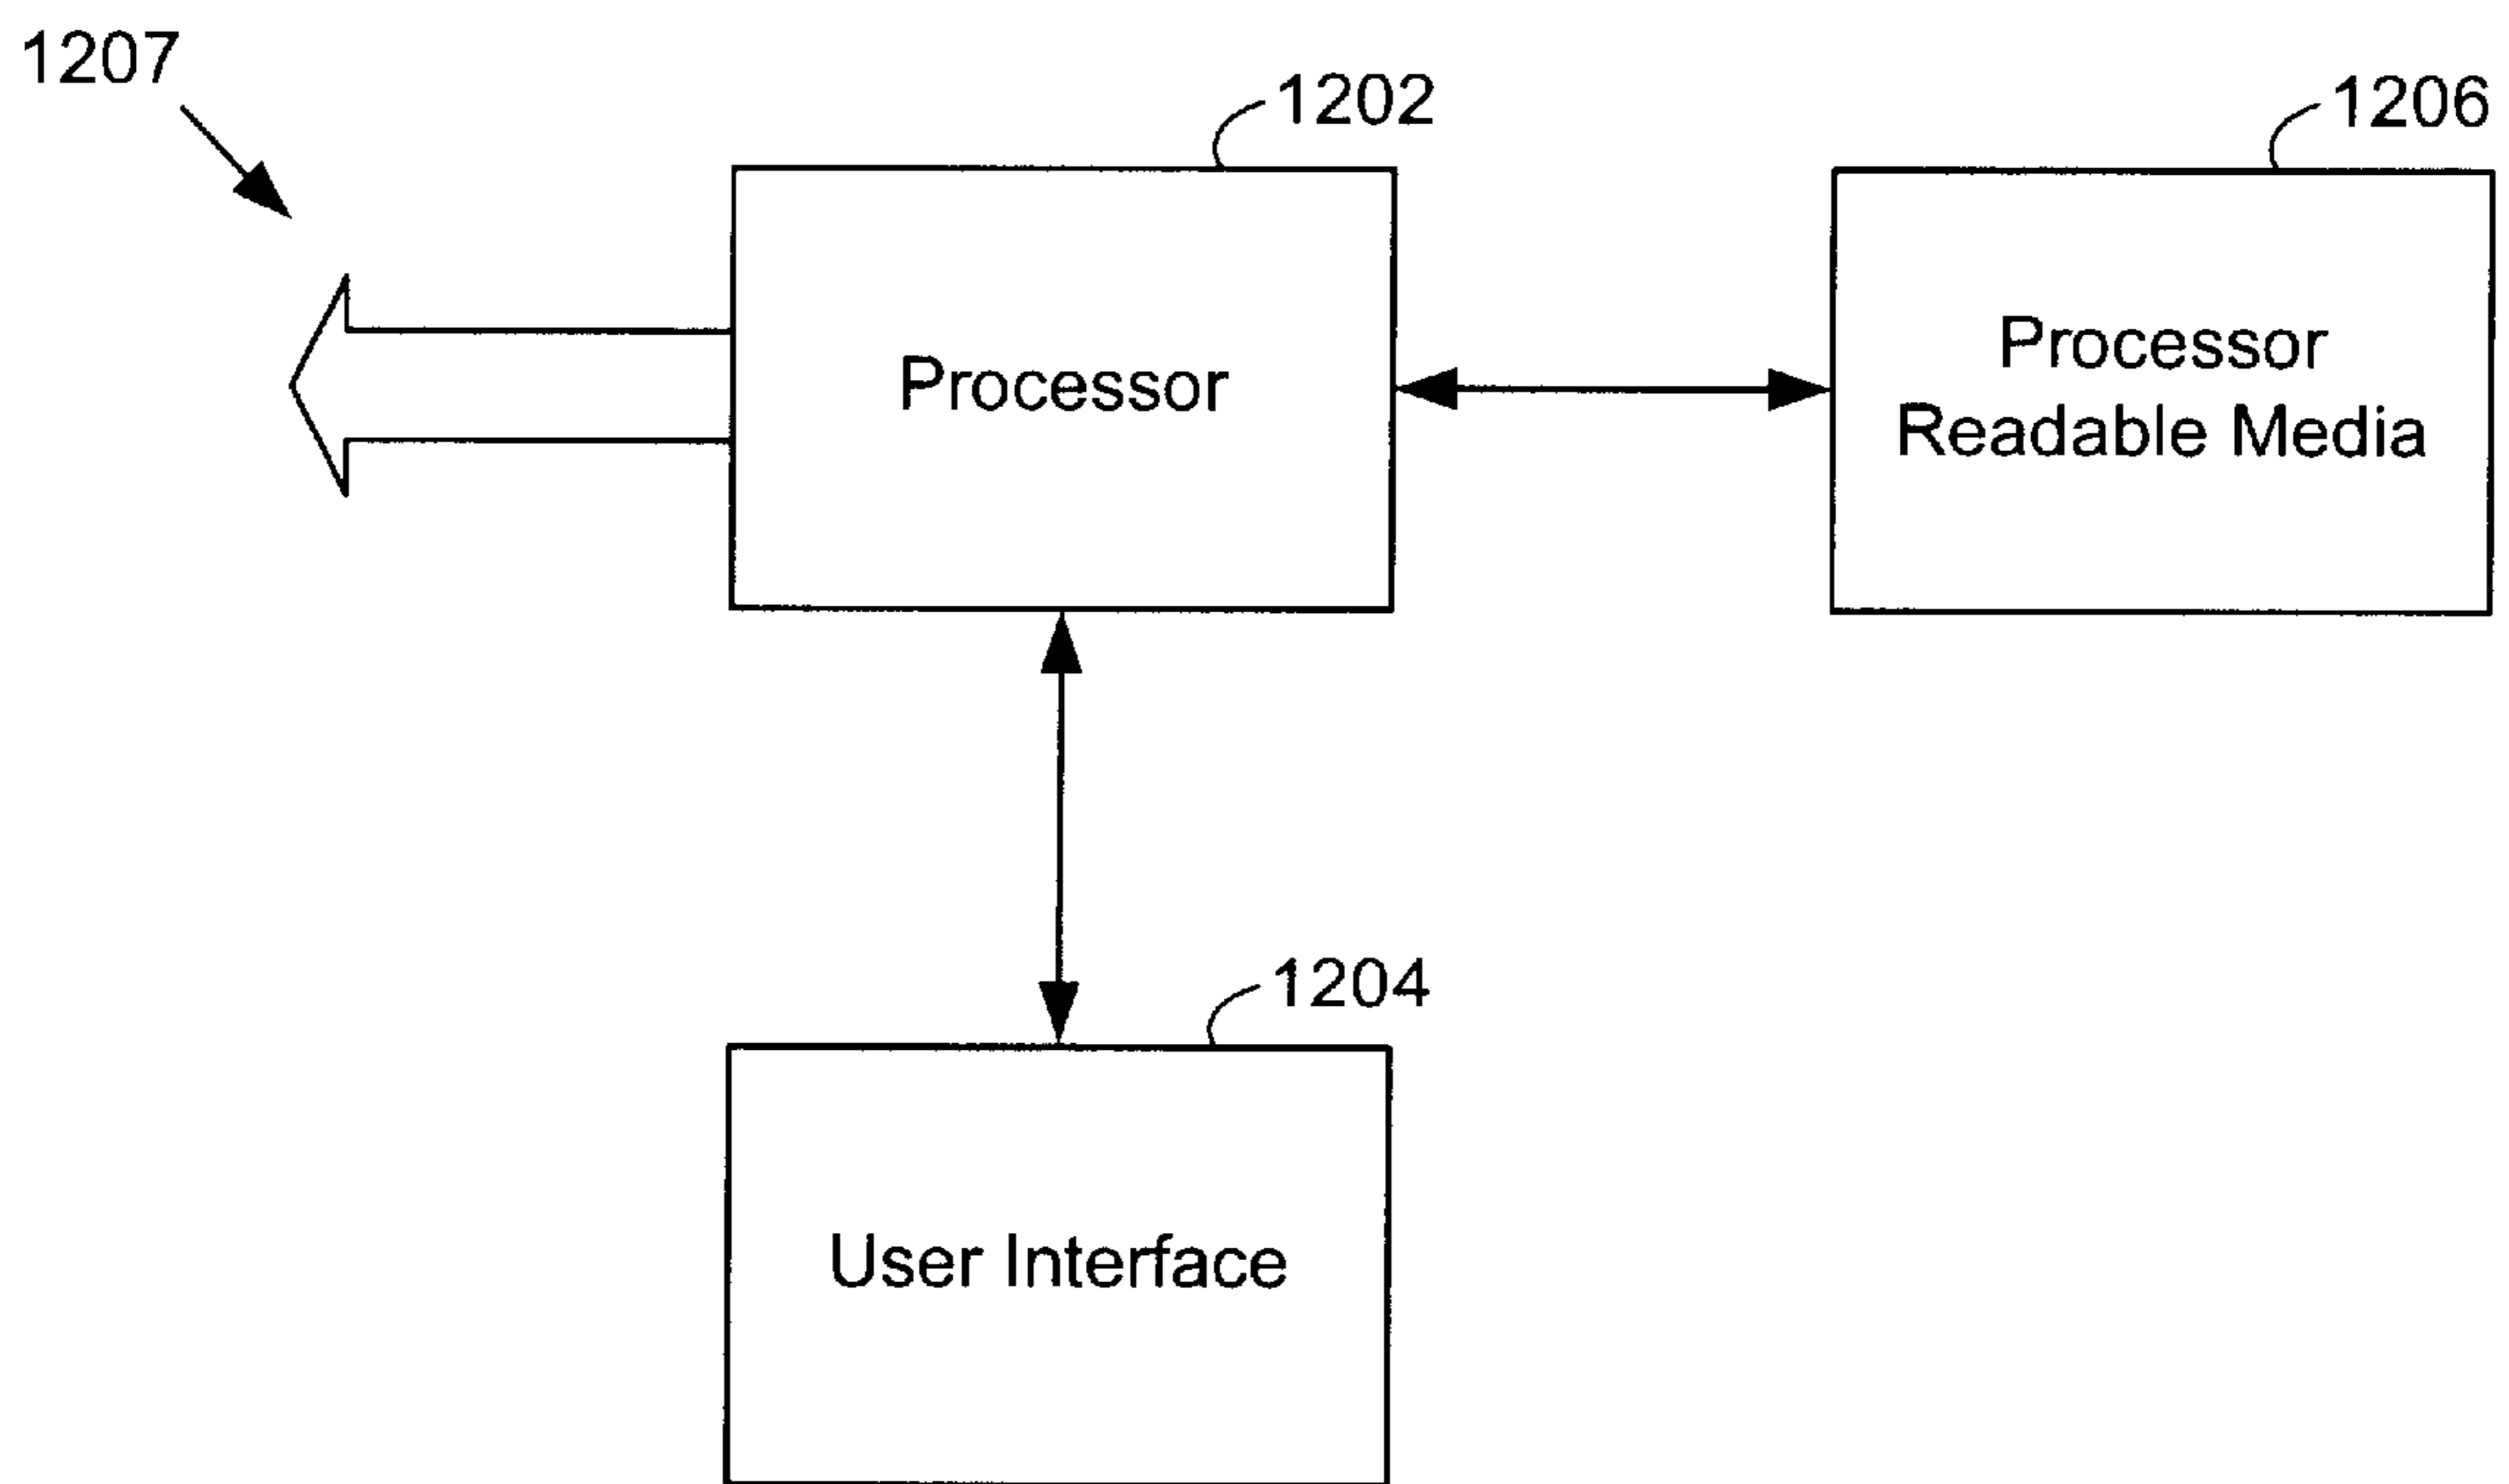 1207
1202
1206
Processor
Processor
Readable Media
1204
User Interface